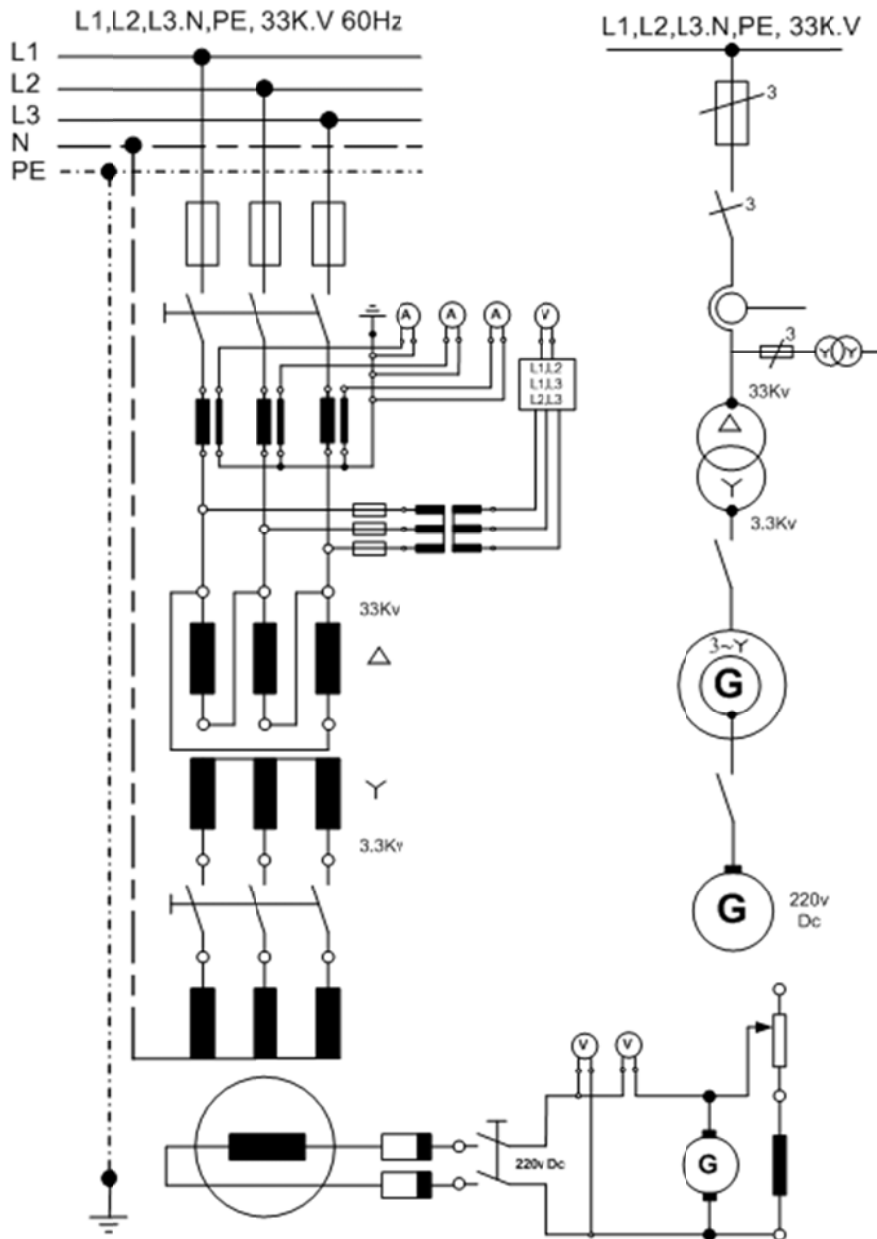 L1,L2,L3.N,PE, 33K.V 60Hz
L1
L2
L3
N
PE
A
A
A
V
L1,L2
L1,L3
L2,L3
33Kv
3.3Kv
220v Dc
V
V
G
L1,L2,L3.N,PE, 33K.V
3
3
3
33Kv
3.3Kv
3~
G
G
220v
Dc